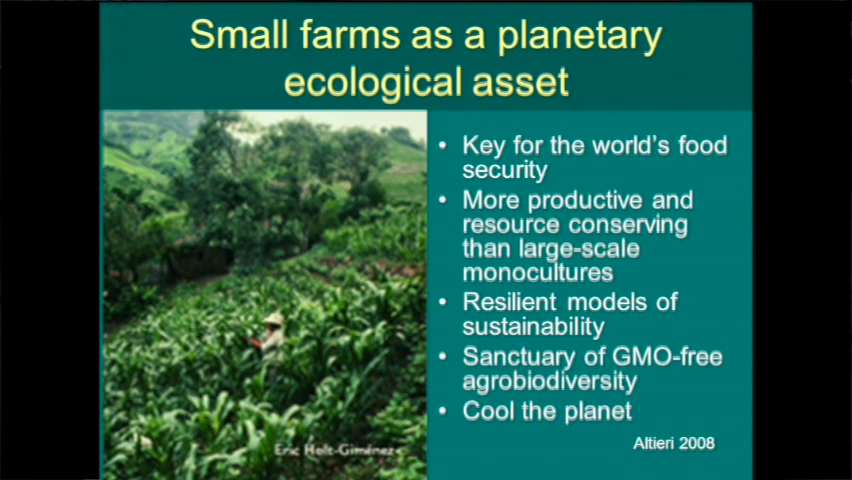 Small farms as a planetary
ecological asset
• Key for the world's food
security
• More productive and
resource conserving
than large-scale
monocultures
• Resilient models of
sustainability
• Sanctuary of GMO-free
agrobiodiversity
• Cool the planet
Altieri 2008
Eric Holt-Giménez